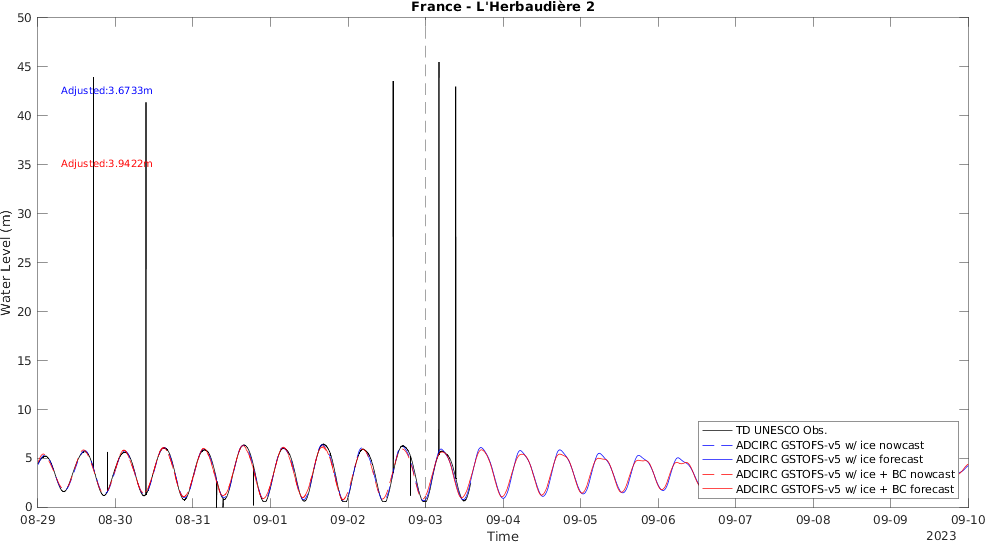 France - L'Herbaudière 2
50
45
40
35
30
25
20
15
10
5
0
Water Level (m)
Adjusted:3.6733m
Adjusted:3.9422m
TD UNESCO Obs.
ADCIRC GSTOFS-v5 w/ ice nowcast
ADCIRC GSTOFS-v5 w/ ice forecast
ADCIRC GSTOFS-v5 w/ ice + BC nowcast
ADCIRC GSTOFS-v5 w/ ice + BC forecast
08-29 08-30 08-31 09-01 09-02 09-03 09-04 09-05 09-06 09-07 09-08 09-09 09-10
Time
2023